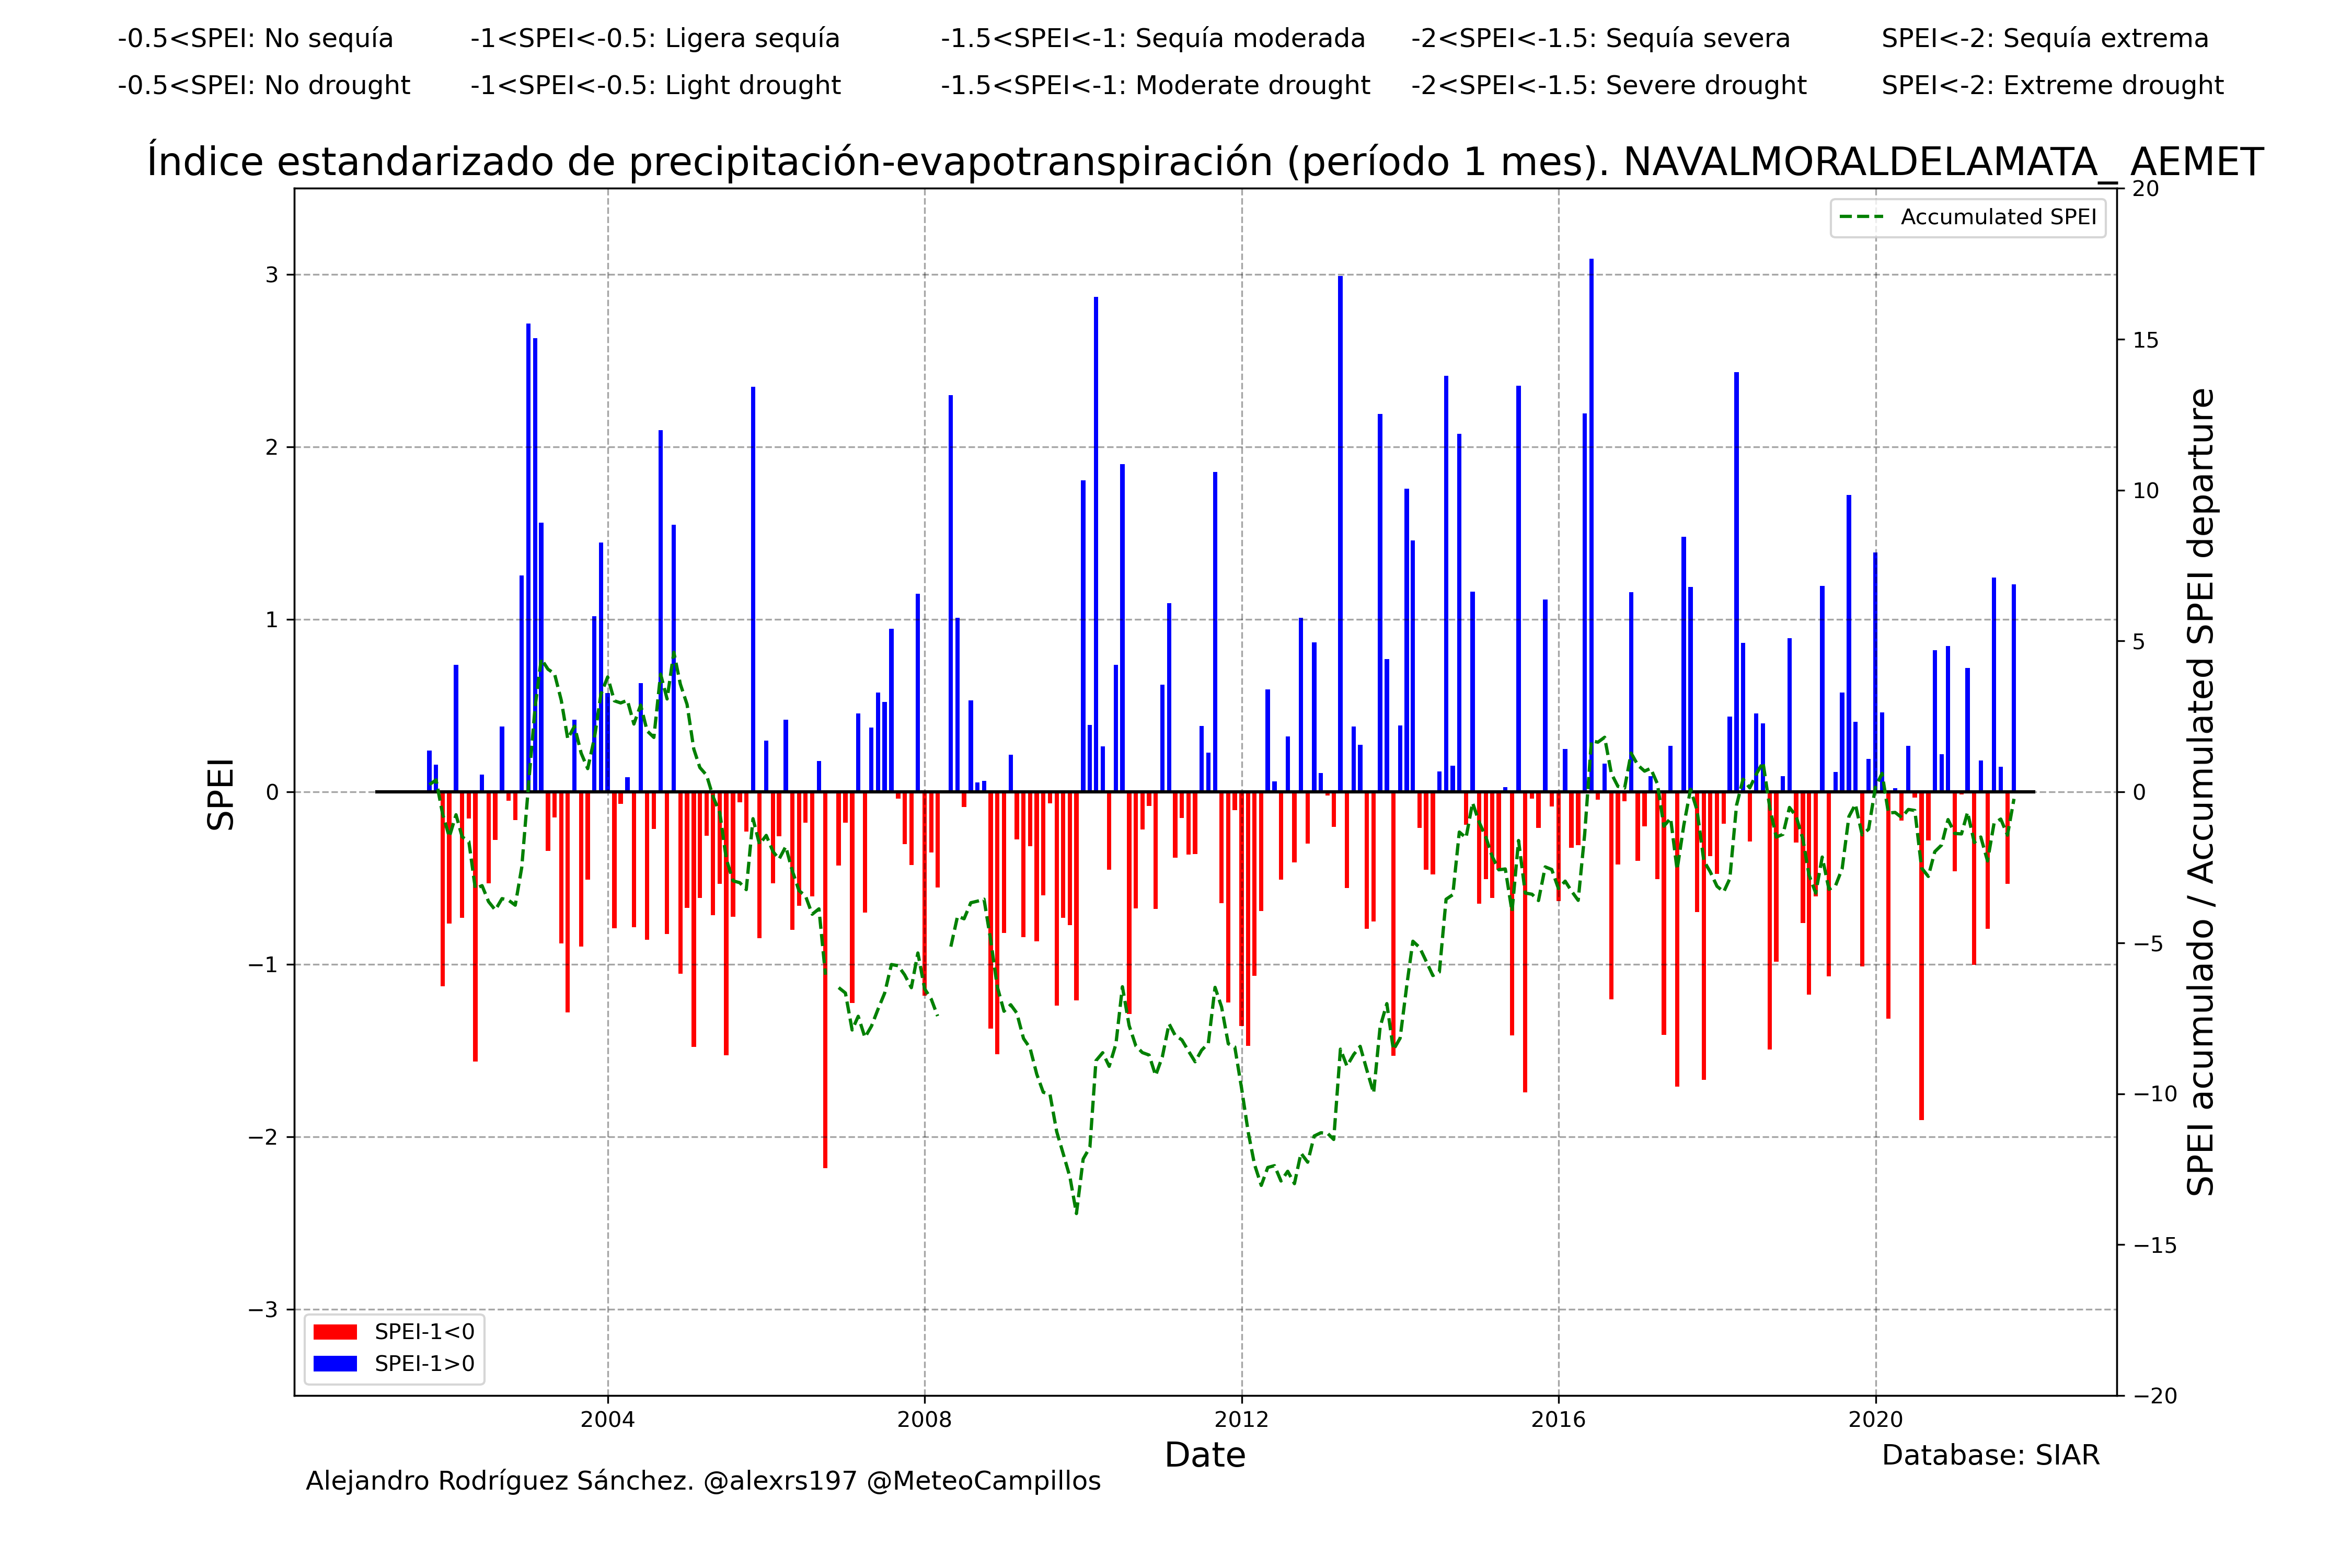 -0.5<SPEI: No sequía -1<SPEI<-0.5: Ligera sequía -1.5<SPEI<-1: Sequía moderada -2<SPEI<-1.5: Sequía severa SPEI<-2: Sequía extrema
-0.5<SPEI: No drought -1<SPEI<-0.5: Light drought -1.5<SPEI<-1: Moderate drought -2<SPEI<-1.5: Severe drought SPEI<-2: Extreme drought
Índice estandarizado de precipitación-evapotranspiración (período 1 mes). NAVALMORALDELAMATA_ AEMET
Accumulated SPEI
SPEI
3
2
1
0
−1
−2
−3
20
15
10
5
0
−5
−10
−15
−20
SPEI acumulado / Accumulated SPEI departure
SPEI-1<0
SPEI-1>0
2004 2008 2012 2016 2020
Date
Database: SIAR
Alejandro Rodríguez Sánchez. @alexrs197 @MeteoCampillos